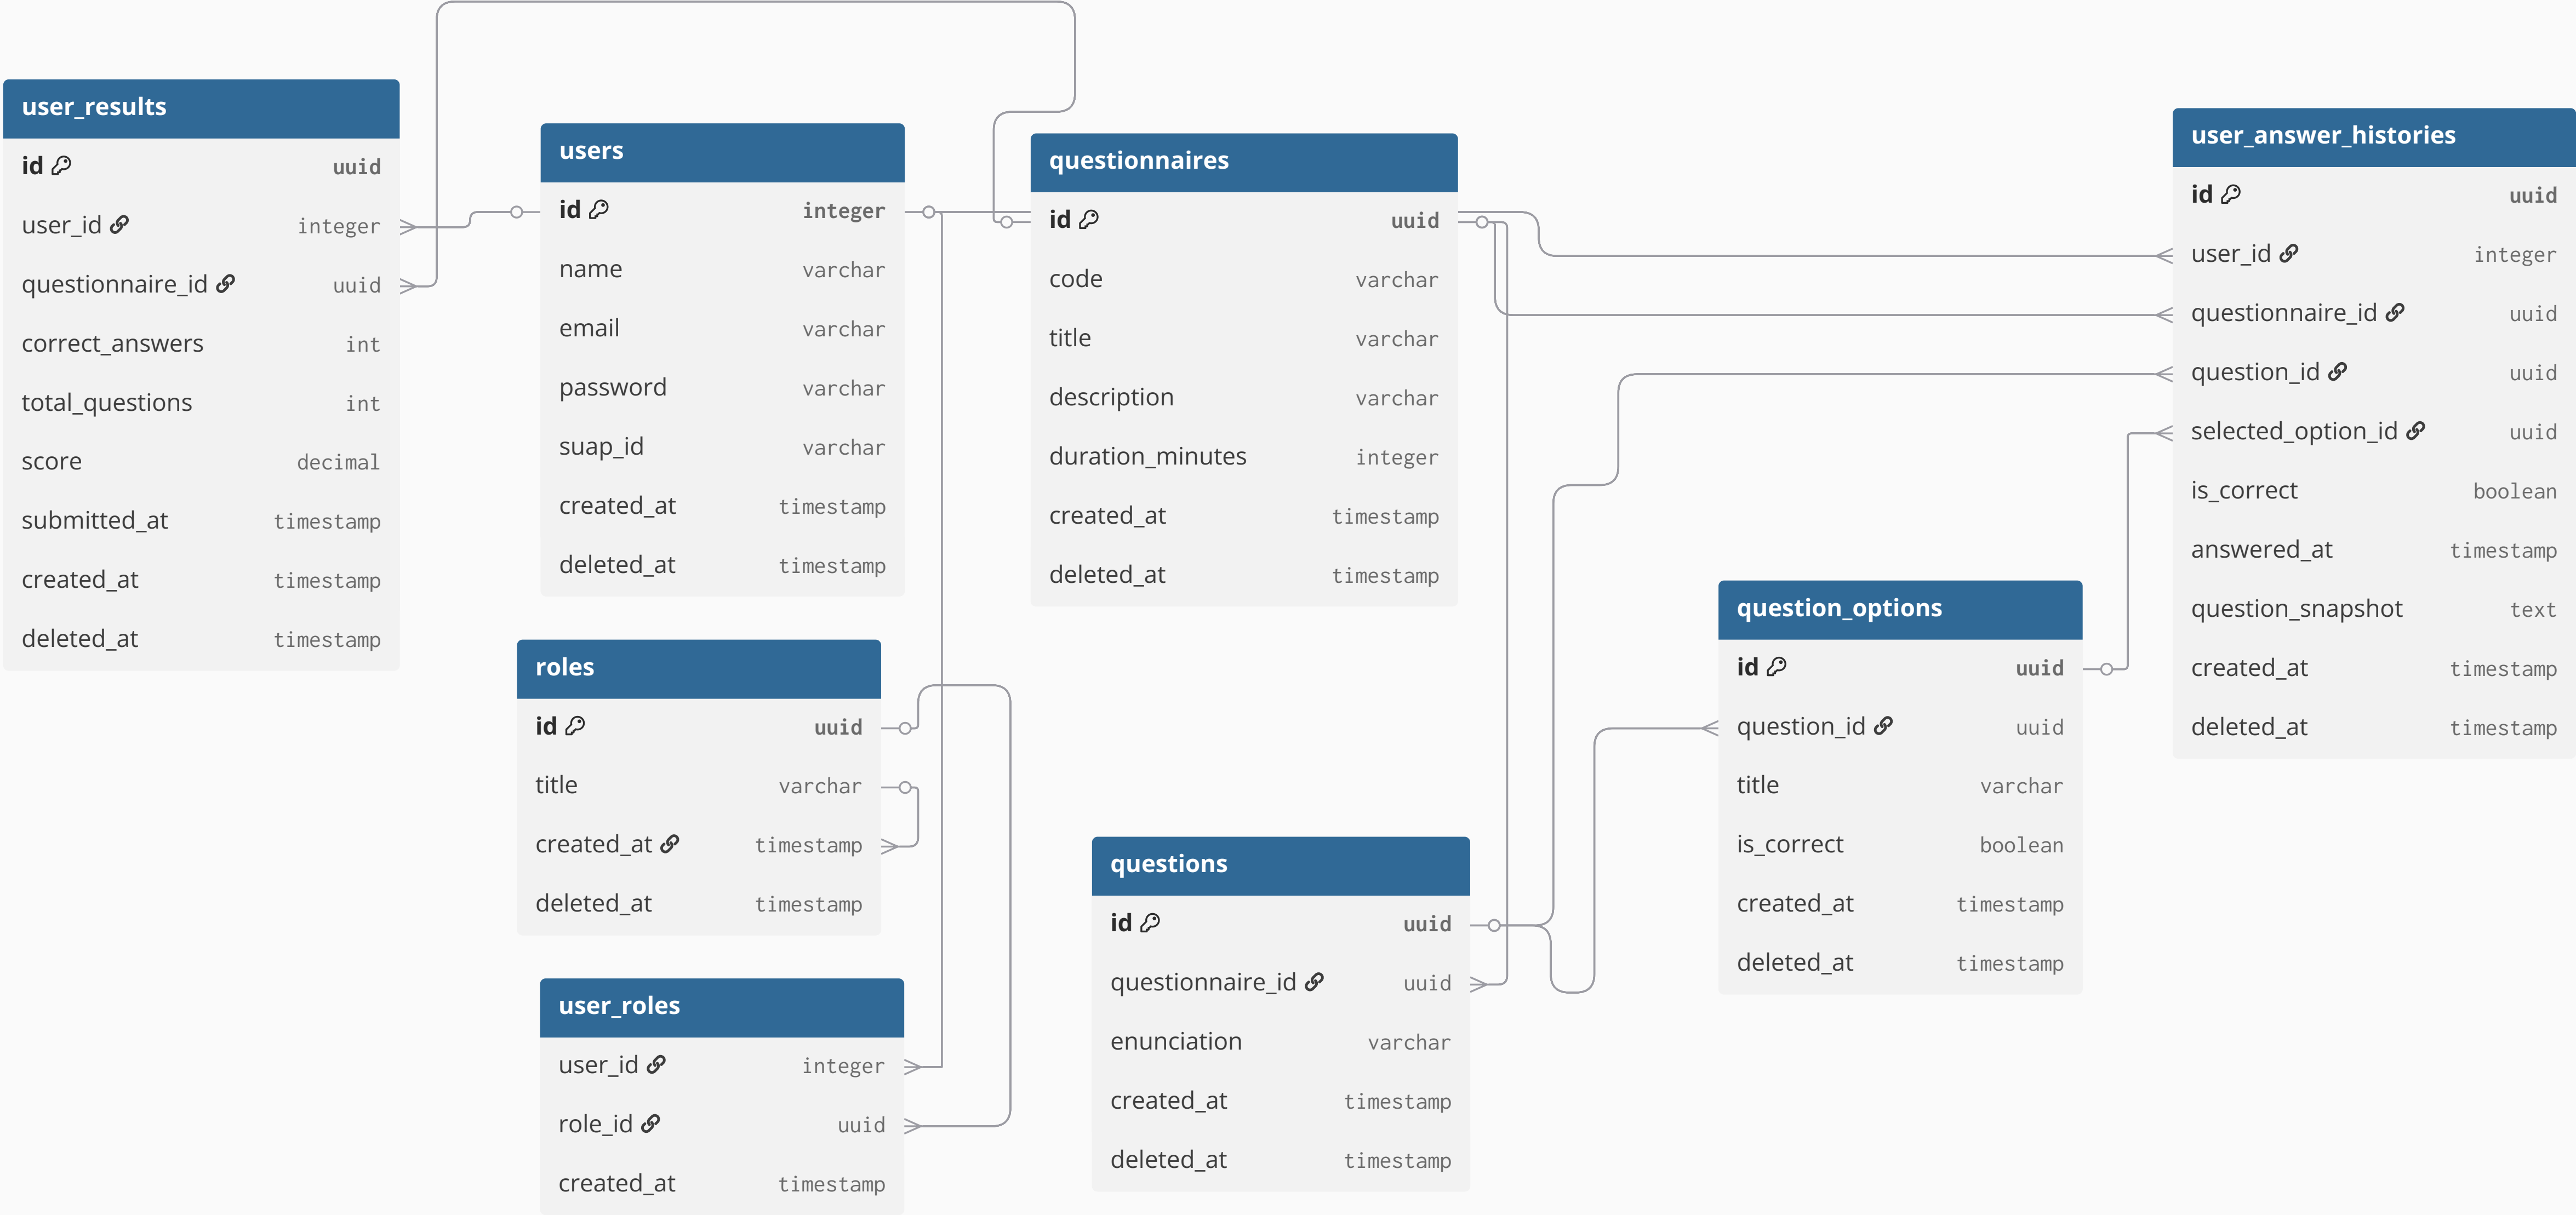 user_results
id uuid
user_id integer
questionnaire_id uuid
correct_answers int
total_questions int
score decimal
submitted_at timestamp
created_at timestamp
deleted_at timestamp
users
id integer
name varchar
email varchar
password varchar
suap_id varchar
created_at timestamp
deleted_at timestamp
questionnaires
id uuid
code varchar
title varchar
description varchar
duration_minutes integer
created_at timestamp
deleted_at timestamp
user_answer_histories
id uuid
user_id integer
questionnaire_id uuid
question_id uuid
selected_option_id uuid
is_correct boolean
answered_at timestamp
question_snapshot text
created_at timestamp
deleted_at timestamp
roles
id uuid
title varchar
created_at timestamp
deleted_at timestamp
question_options
id uuid
question_id uuid
title varchar
is_correct boolean
created_at timestamp
deleted_at timestamp
questions
id uuid
questionnaire_id uuid
enunciation varchar
created_at timestamp
deleted_at timestamp
user_roles
user_id integer
role_id uuid
created_at timestamp